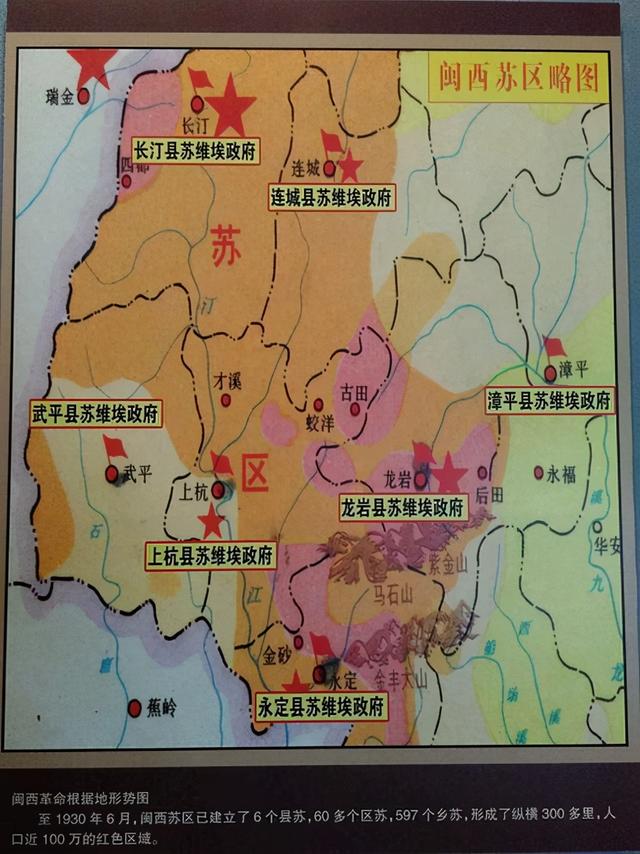 闽西苏区略图
瑞金
长汀
长汀县苏维埃政府
四都
连城
连城县苏维埃政府
苏
汀
才溪
古田
蛟洋
漳平
漳平县苏维埃政府
武平县苏维埃政府
武平
上杭
区
龙岩
后田
永福
龙岩县苏维埃政府
上杭县苏维埃政府
石
溪
华安
九
紫金山
马石山
江
金砂
永定
金丰大山
永定县苏维埃政府
蕉岭
西
溪
船
场
溪
龙
闽西革命根据地形势图
至 1930 年 6 月，闽西苏区已建立了 6 个县苏，60 多个区苏，597 个乡苏，形成了纵横 300 多里，人
口近 100 万的红色区域。